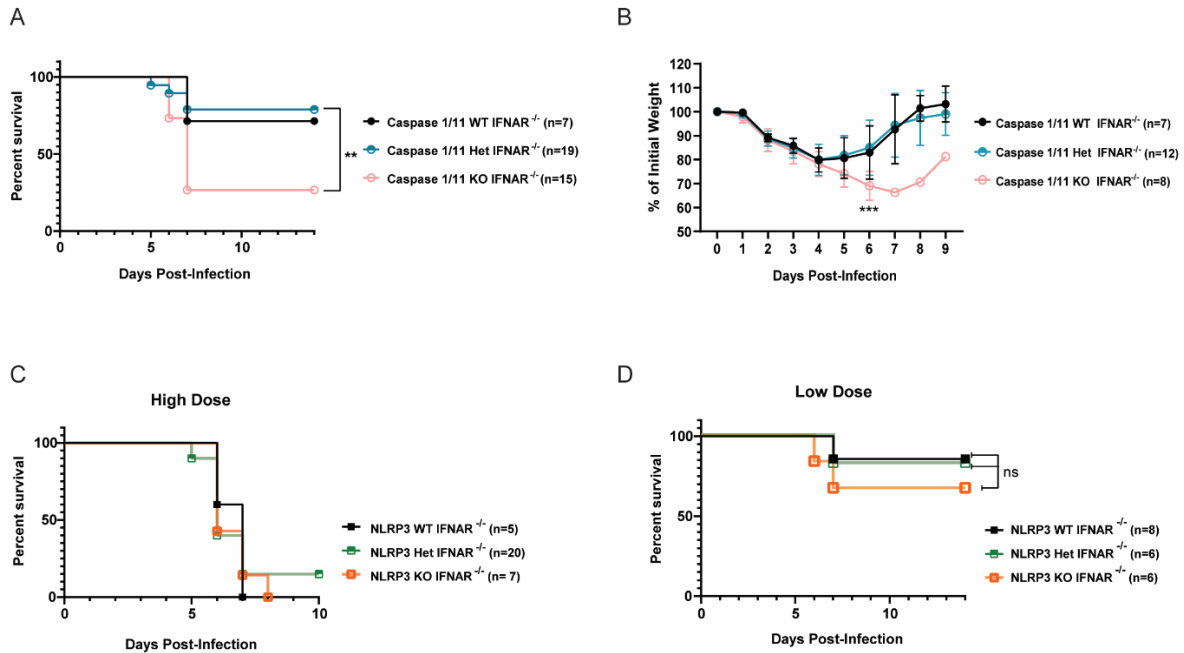 A
Percent survival
100
50
0
0
5
10
Days Post-Infection
Caspase 1/11 WT IFNAR-/- (n=7)
Caspase 1/11 Het IFNAR-/- (n=19)
Caspase 1/11 KO IFNAR-/- (n=15)
**
B
% of Initial Weight
120
110
100
90
80
70
60
50
0 1 2 3 4 5 6 7 8 9
Days Post-Infection
***
Caspase 1/11 WT IFNAR-/- (n=7)
Caspase 1/11 Het IFNAR-/- (n=12)
Caspase 1/11 KO IFNAR-/- (n=8)
C
High Dose
Percent survival
100
50
0
0
5
10
Days Post-Infection
NLRP3 WT IFNAR -/- (n=5)
NLRP3 Het IFNAR -/- (n=20)
NLRP3 KO IFNAR -/- (n= 7)
D
Low Dose
Percent survival
100
50
0
0
5
10
Days Post-Infection
ns
NLRP3 WT IFNAR -/- (n=8)
NLRP3 Het IFNAR -/- (n=6)
NLRP3 KO IFNAR -/- (n=6)